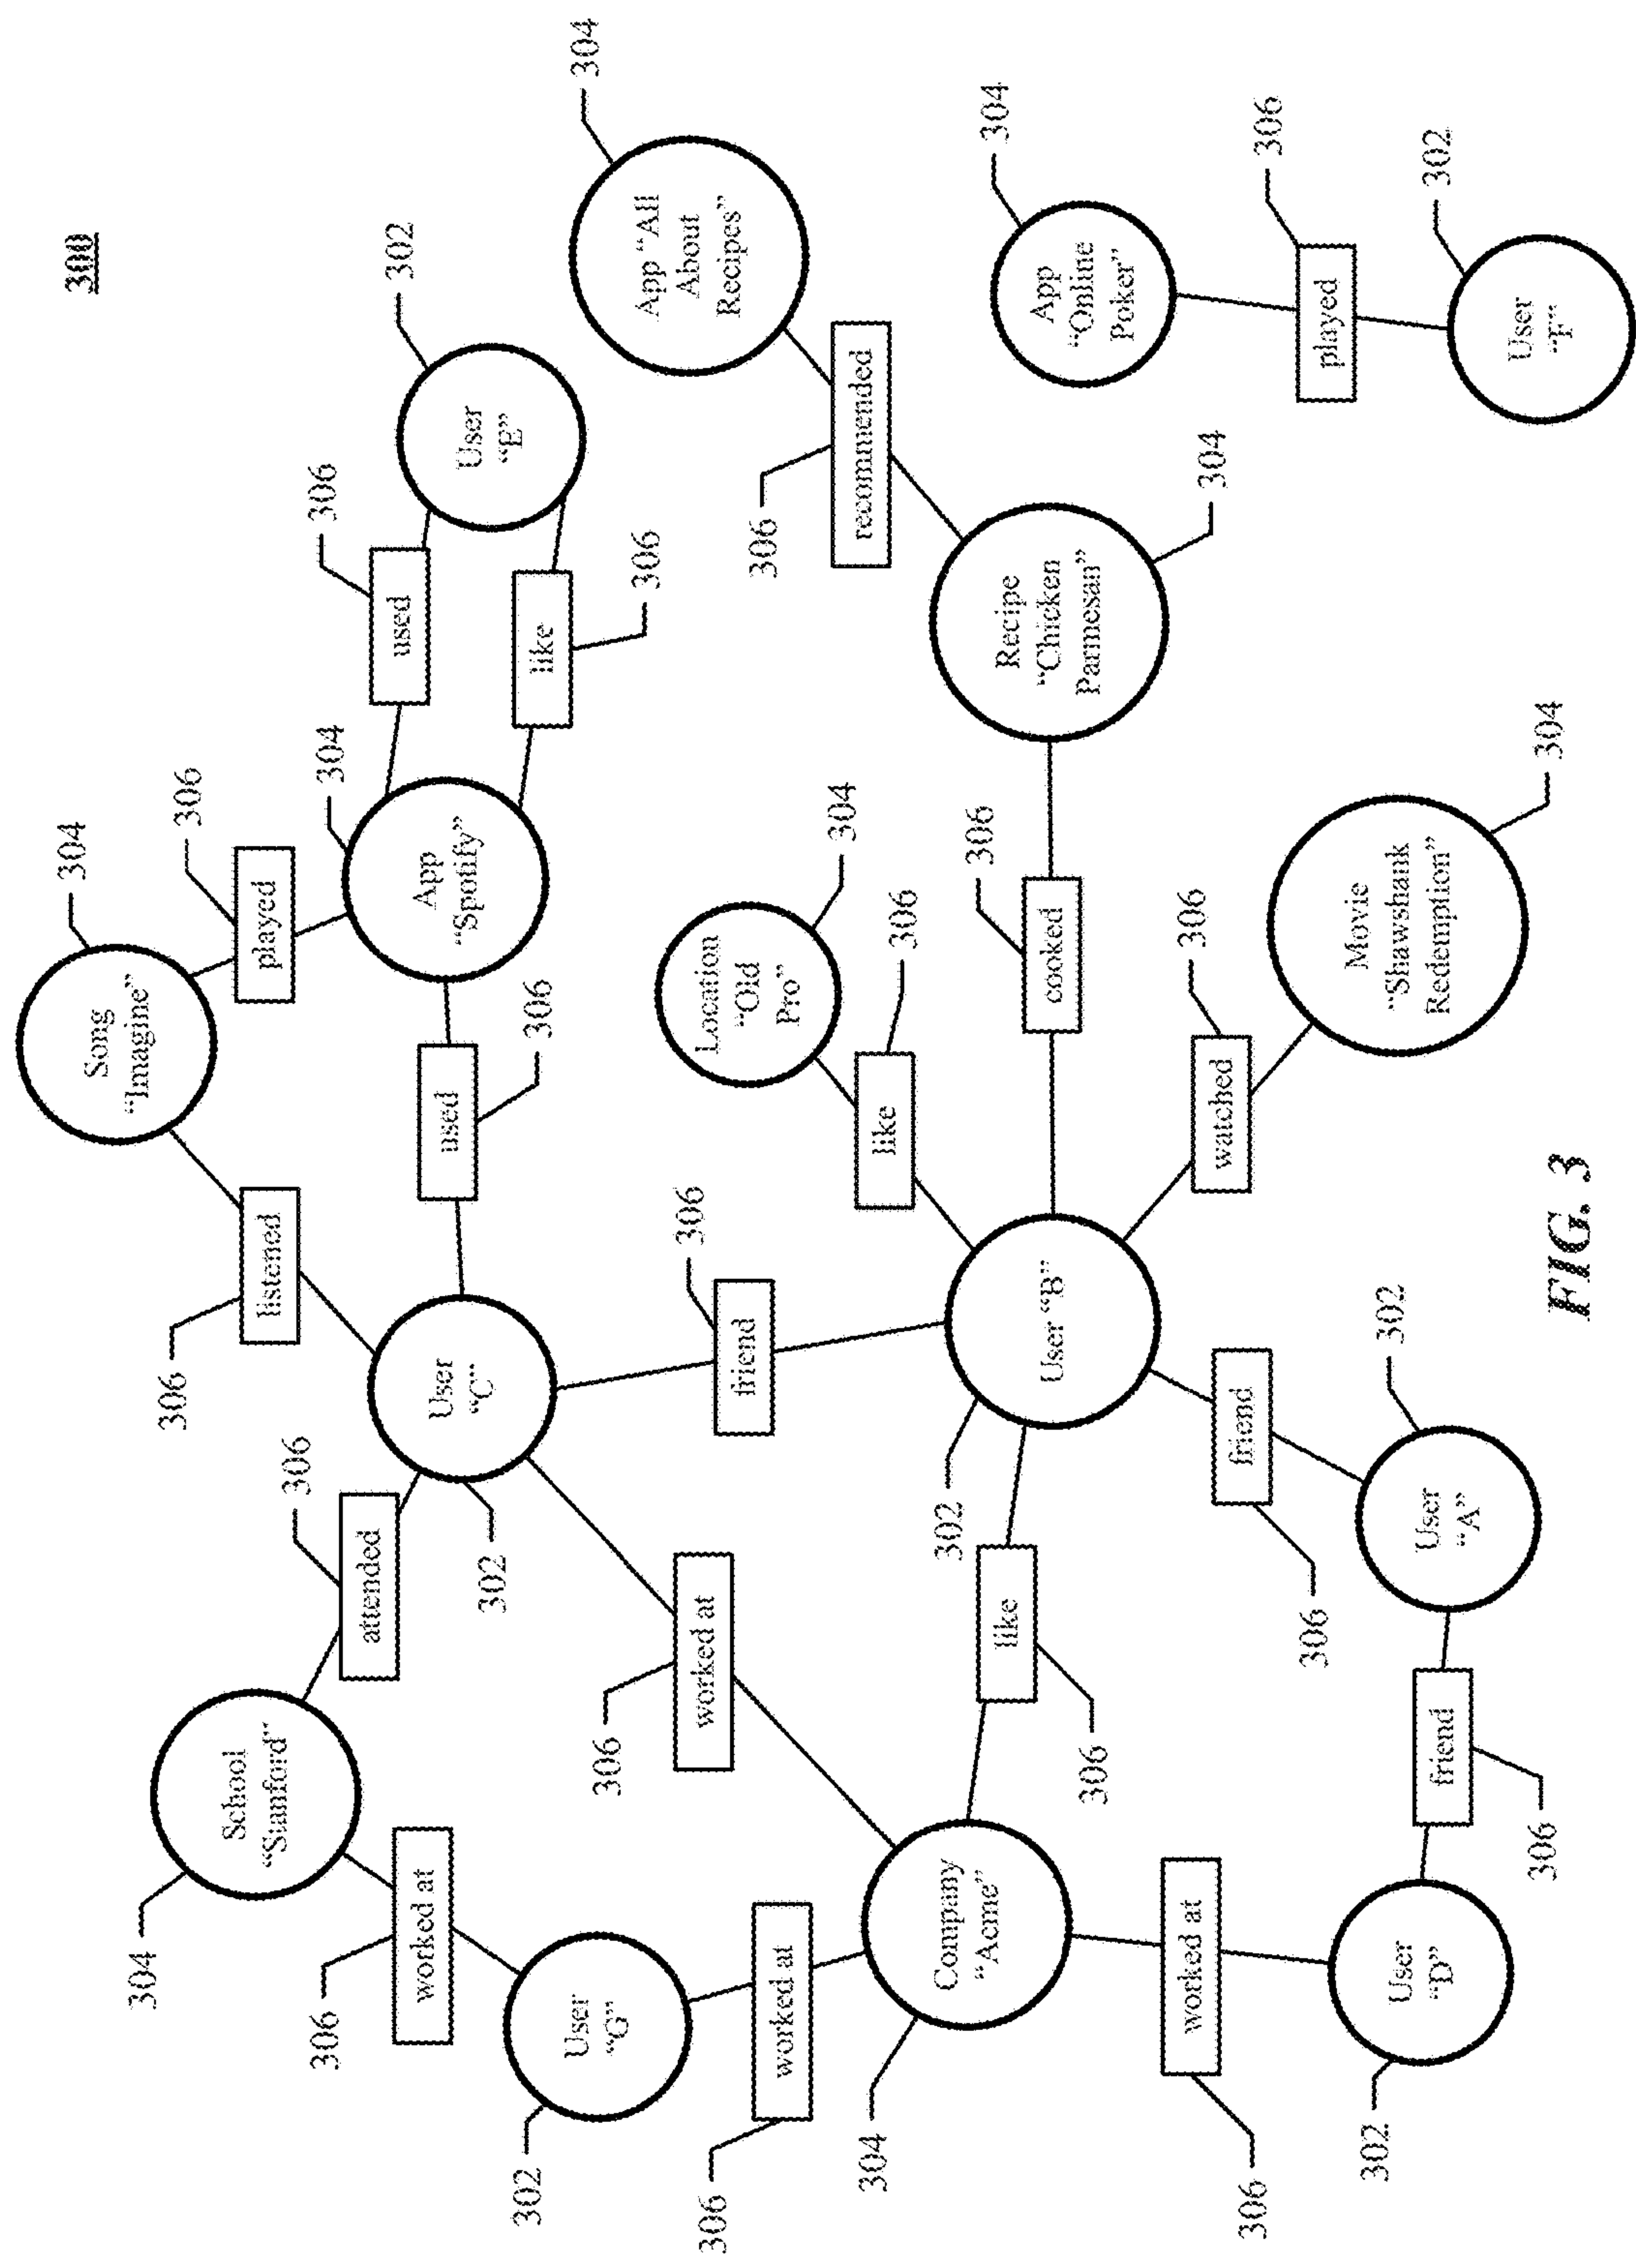 300
304
Song
“Imagine”
304
306
306
School
“Stanford”
listened
played
306
306
304
306
attended
used
302
worked at
User
“C”
used
App
“Spotify”
User
“E”
302
302
306
like
User
“G”
304
306
306
306
worked at
306
App “All
About
Recipes”
306
worked at
friend
Location
“Old
Pro”
306
304
304
like
306
recommended
302
Company
“Acme”
like
306
304
User “B”
cooked
Recipe
“Chicken
Parmesan”
App
“Online
Poker”
306
306
304
worked at
friend
watched
306
306
306
played
302
302
friend
User
“D”
User
“A”
Movie
“Shawshank
Redemption”
302
306
304
User
“F”
FIG. 3